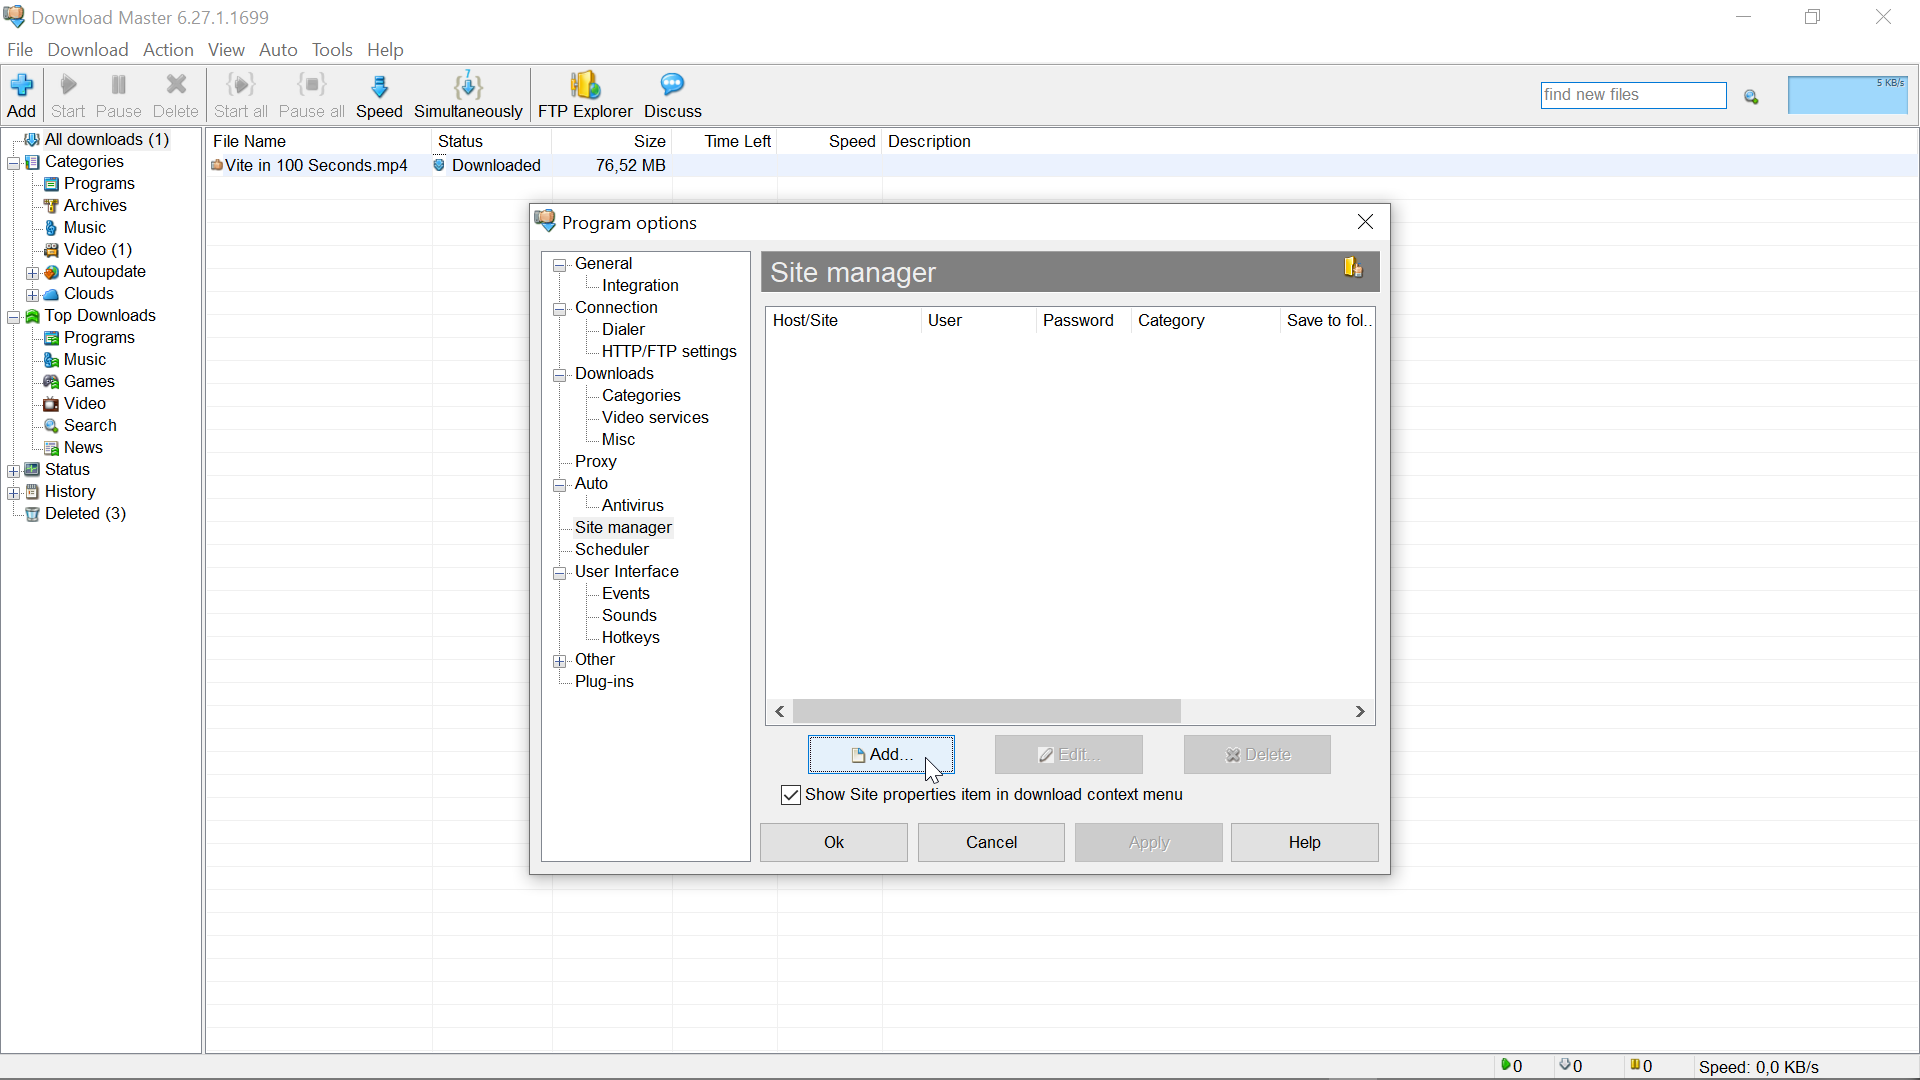 Download Master 6.27.1.1699
File Download Action View Auto Tools Help
Add Start Pause Delete Start all Pause all Speed Simultaneously FTP Explorer Discuss
find new files
5 KB/s
All downloads (1)
Categories
Programs
Archives
Music
Video (1)
Autoupdate
Clouds
Top Downloads
Programs
Music
Games
Video
Search
News
Status
History
Deleted (3)
File Name Status Size Time Left Speed Description
Vite in 100 Seconds.mp4 Downloaded 76,52 MB
Program options
General
Integration
Connection
Dialer
HTTP/FTP settings
Downloads
Categories
Video services
Misc
Proxy
Auto
Antivirus
Site manager
Scheduler
User Interface
Events
Sounds
Hotkeys
Other
Plug-ins
Site manager
Host/Site User Password Category Save to fol...
Add... Edit... Delete
Show Site properties item in download context menu
Ok Cancel Apply Help
0 0 0 Speed: 0,0 KB/s